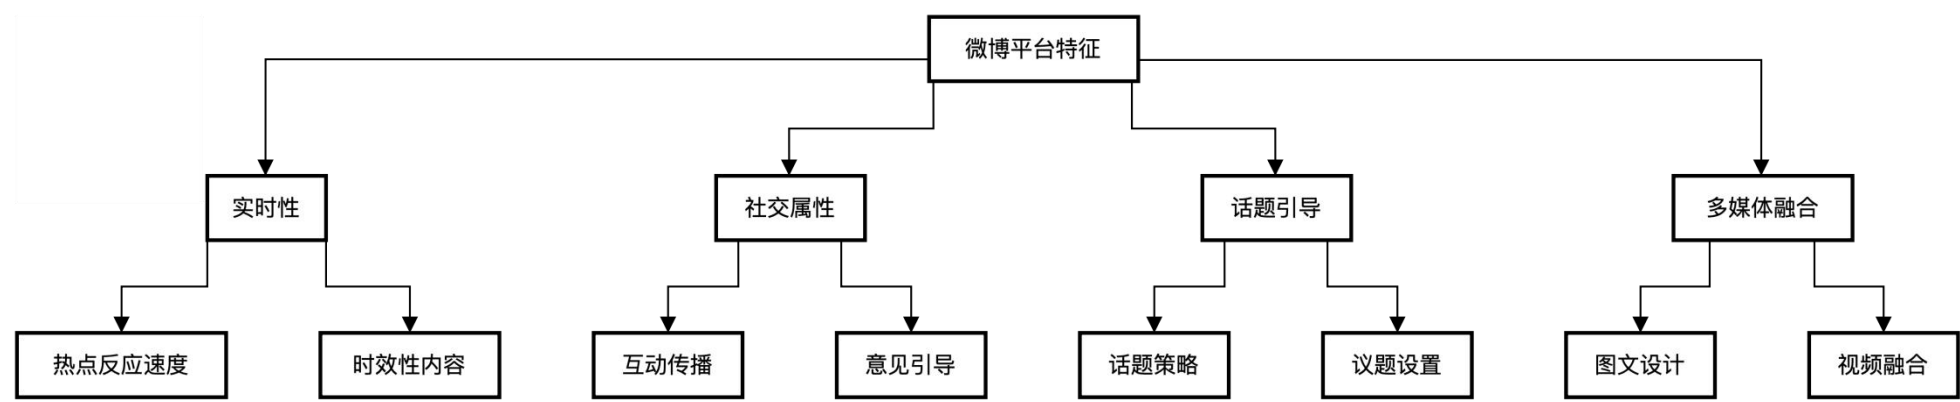 微博平台特征
实时性
社交属性
话题引导
多媒体融合
热点反应速度
时效性内容
互动传播
意见引导
话题策略
议题设置
图文设计
视频融合